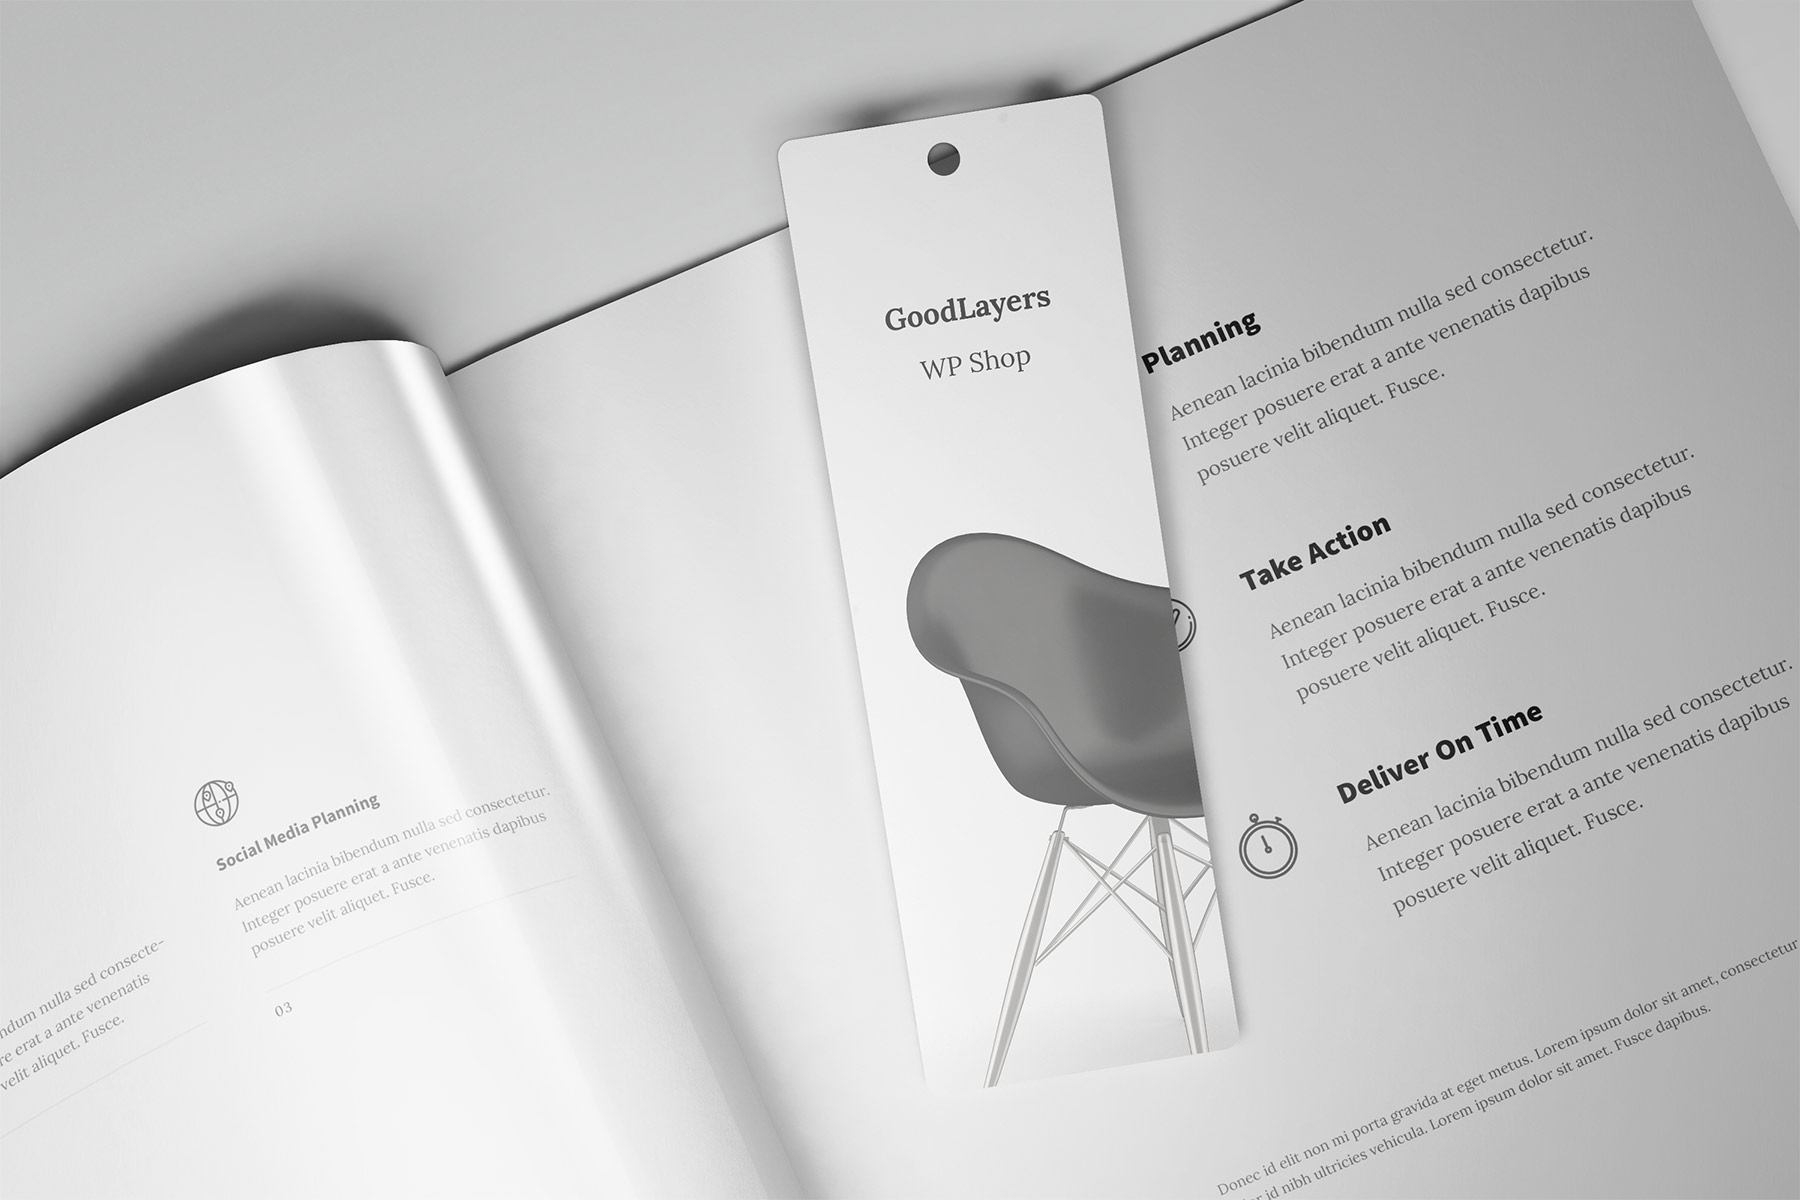 ndum nulla sed consecte-
re erat a ante venenatis
velit aliquet. Fusce.
Social Media Planning
Aenean lacinia bibendum nulla sed consectetur.
Integer posuere erat a ante venenatis dapibus
posuere velit aliquet. Fusce.
03
GoodLayers
WP Shop
Planning
Aenean lacinia bibendum nulla sed consectetur.
Integer posuere erat a ante venenatis dapibus
posuere velit aliquet. Fusce.
Take Action
Aenean lacinia bibendum nulla sed consectetur.
Integer posuere erat a ante venenatis dapibus
posuere velit aliquet. Fusce.
Deliver On Time
Aenean lacinia bibendum nulla sed consectetur.
Integer posuere erat a ante venenatis dapibus
posuere velit aliquet. Fusce.
Donec id elit non mi porta gravida at eget metus. Lorem ipsum dolor sit amet, consectetur
id nibh ultricies vehicula. Lorem ipsum dolor sit amet. Fusce dapibus.